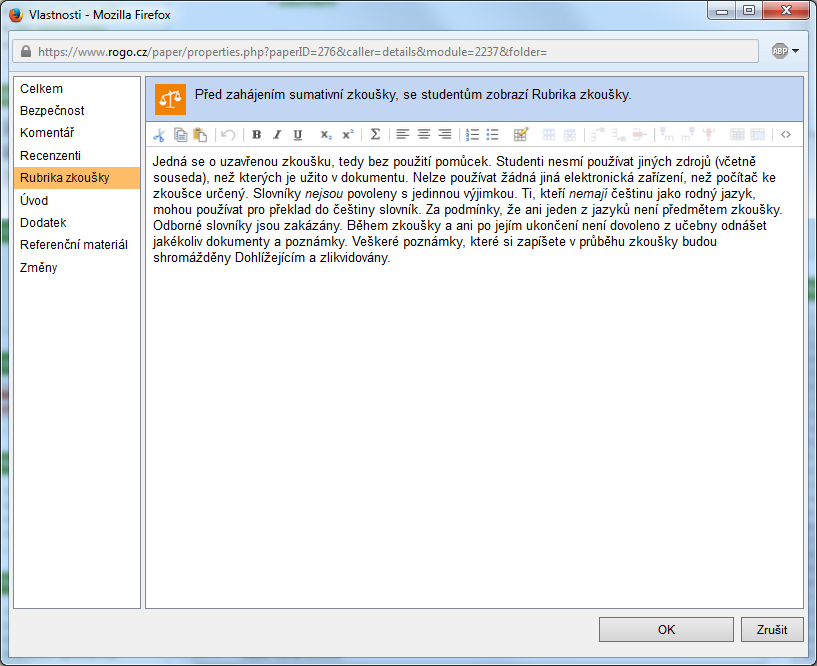 Vlastnosti - Mozilla Firefox
https://www.rogo.cz/paper/properties.php?paperID=276&caller=details&module=2237&folder=
ABP
Celkem
Bezpečnost
Komentář
Recenzenti
Rubrika zkoušky
Úvod
Dodatek
Referenční materiál
Změny
Před zahájením sumativní zkoušky, se studentům zobrazí Rubrika zkoušky.
B I U x₂ x² Σ
Jedná se o uzavřenou zkoušku, tedy bez použití pomůcek. Studenti nesmí používat jiných zdrojů (včetně
souseda), než kterých je užito v dokumentu. Nelze používat žádná jiná elektronická zařízení, než počítač ke
zkoušce určený. Slovníky nejsou povoleny s jedinnou výjimkou. Ti, kteří nemají češtinu jako rodný jazyk,
mohou používat pro překlad do češtiny slovník. Za podmínky, že ani jeden z jazyků není předmětem zkoušky.
Odborné slovníky jsou zakázány. Během zkoušky a ani po jejím ukončení není dovoleno z učebny odnášet
jakékoliv dokumenty a poznámky. Veškeré poznámky, které si zapíšete v průběhu zkoušky budou
shromážděny Dohlížejícím a zlikvidovány.
OK
Zrušit